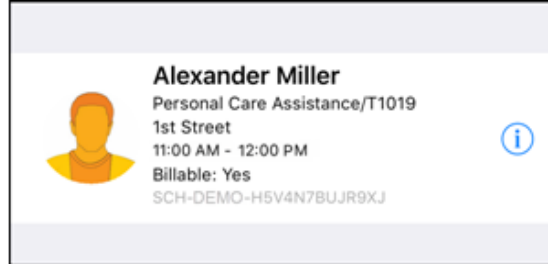 Alexander Miller
Personal Care Assistance/T1019
1st Street
11:00 AM - 12:00 PM
Billable: Yes
SCH-DEMO-H5V4N7BUJR9XJ